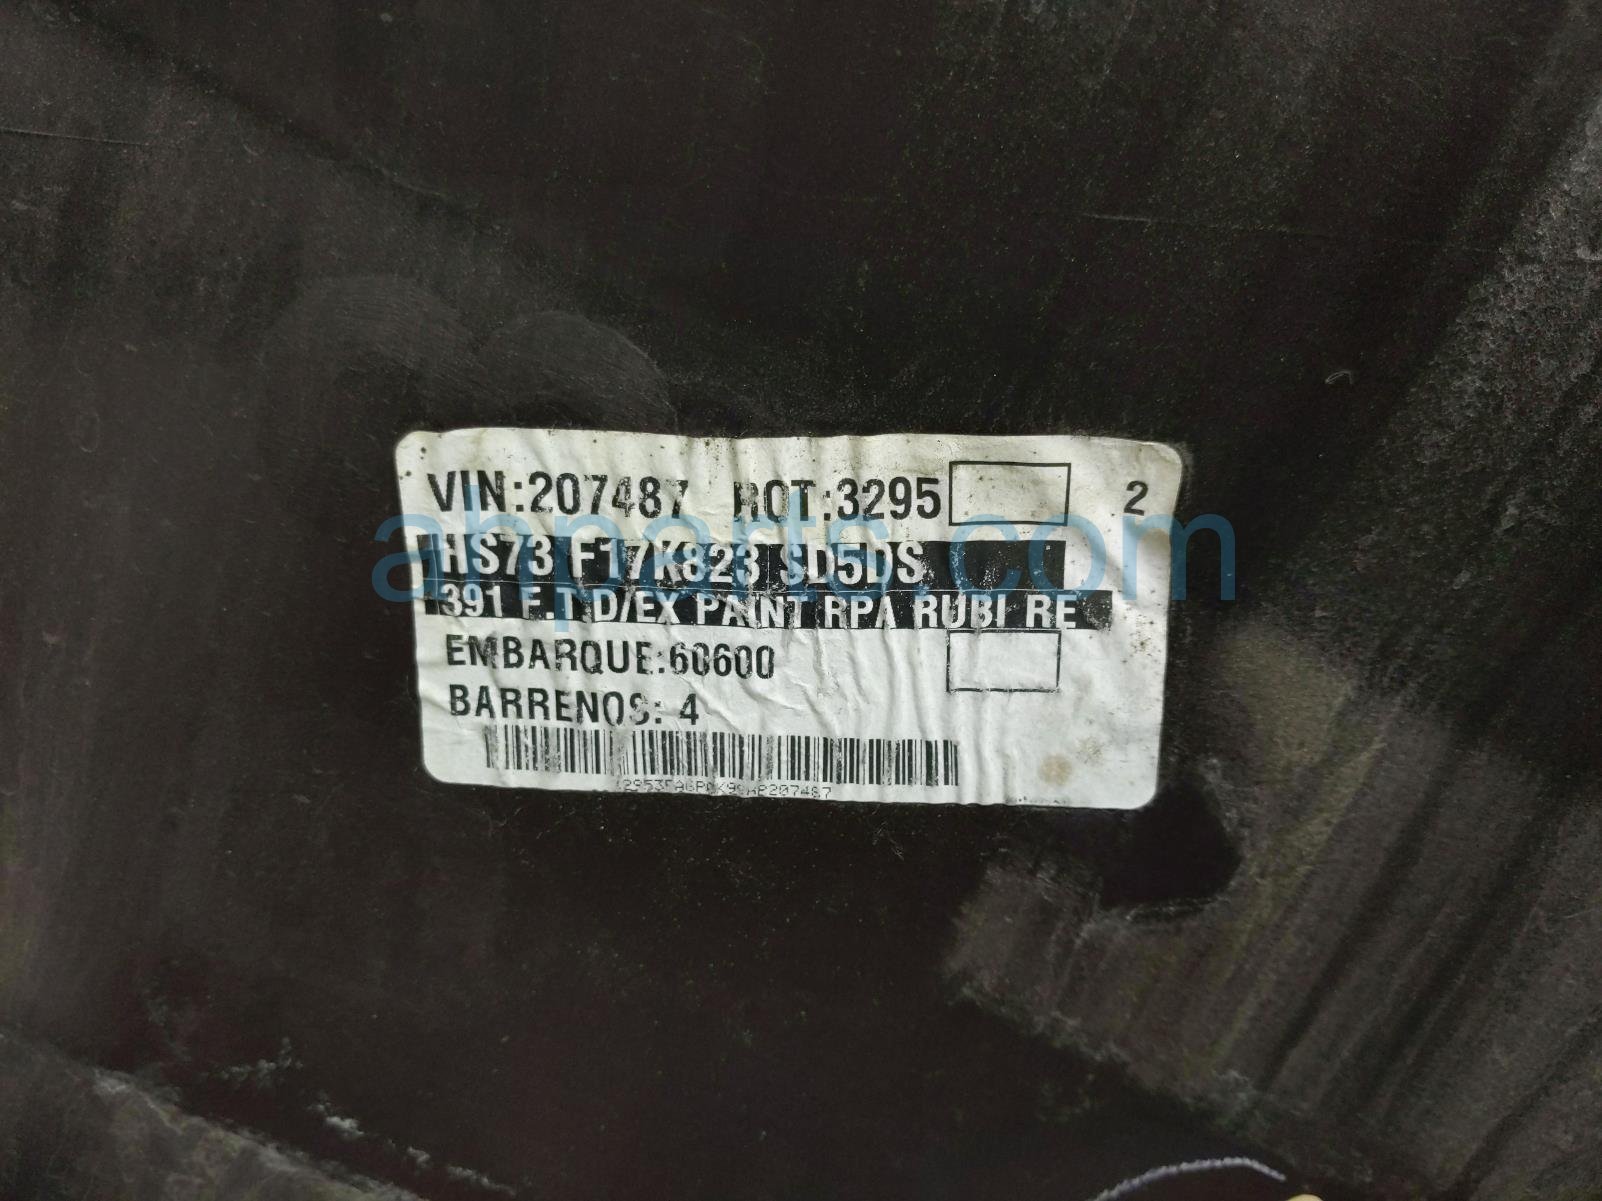 VIN:207487 ROT:3295 2
HS73 F17K823 SD5DS
391 F.T.D/EX PAINT RPA RUBI RE
EMBARQUE:60600
BARRENOS: 4
ahparts.com